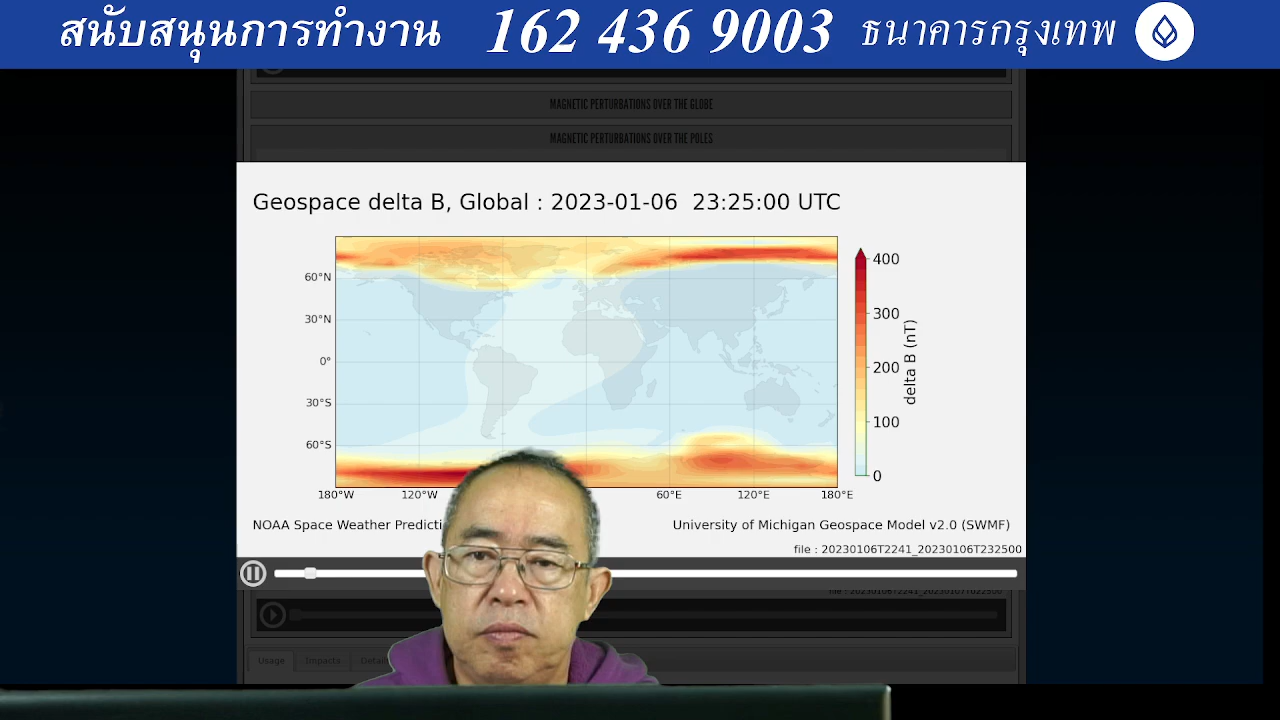 สนับสนุนการทำงาน 162 436 9003 ธนาคารกรุงเทพ
MAGNETIC PERTURBATIONS OVER THE GLOBE
MAGNETIC PERTURBATIONS OVER THE POLES
Geospace delta B, Global : 2023-01-06 23:25:00 UTC
400
60°N
300
30°N
0°
200
delta B (nT)
30°S
100
60°S
0
180°W 120°W 60°E 120°E 180°E
NOAA Space Weather University of Michigan Geospace Model v2.0 (SWMF)
file : 20230106T2241_20230106T232500
Usage Impacts